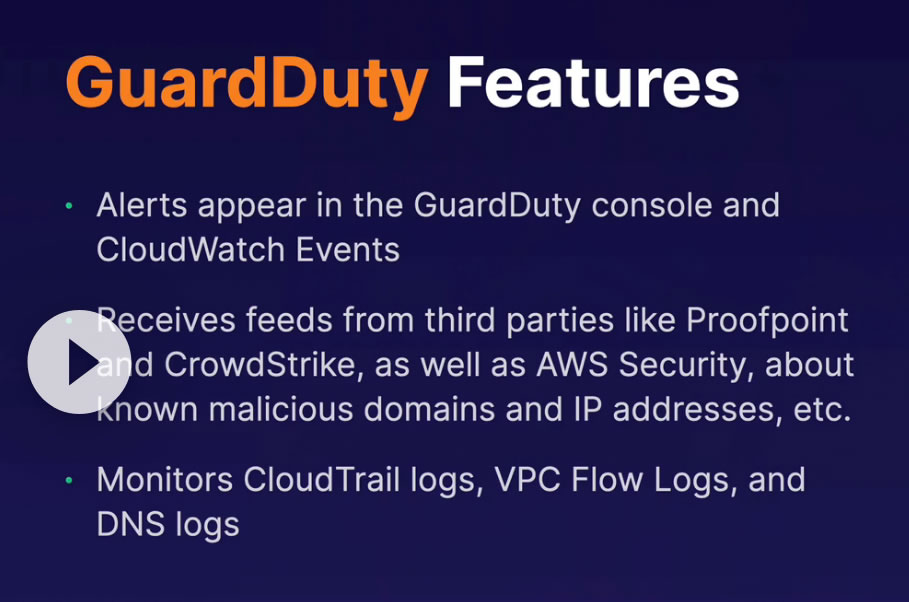 GuardDuty Features
• Alerts appear in the GuardDuty console and
CloudWatch Events
• Receives feeds from third parties like Proofpoint
and CrowdStrike, as well as AWS Security, about
known malicious domains and IP addresses, etc.
• Monitors CloudTrail logs, VPC Flow Logs, and
DNS logs